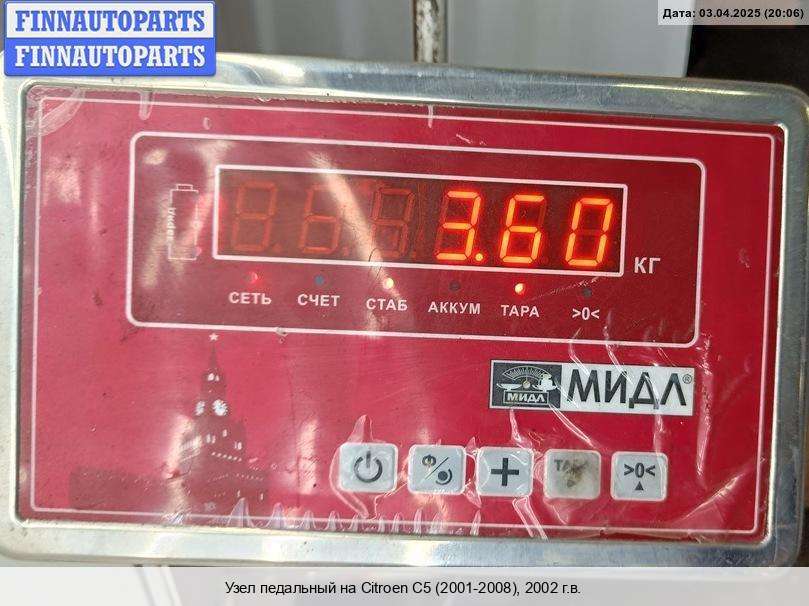 FINNAUTOPARTS
FINNAUTOPARTS
Дата: 03.04.2025 (20:06)
3.60
КГ
СЕТЬ СЧЕТ СТАБ АККУМ ТАРА >0<
МИДЛ МИДЛ®
>0<
Узел педальный на Citroen C5 (2001-2008), 2002 г.в.